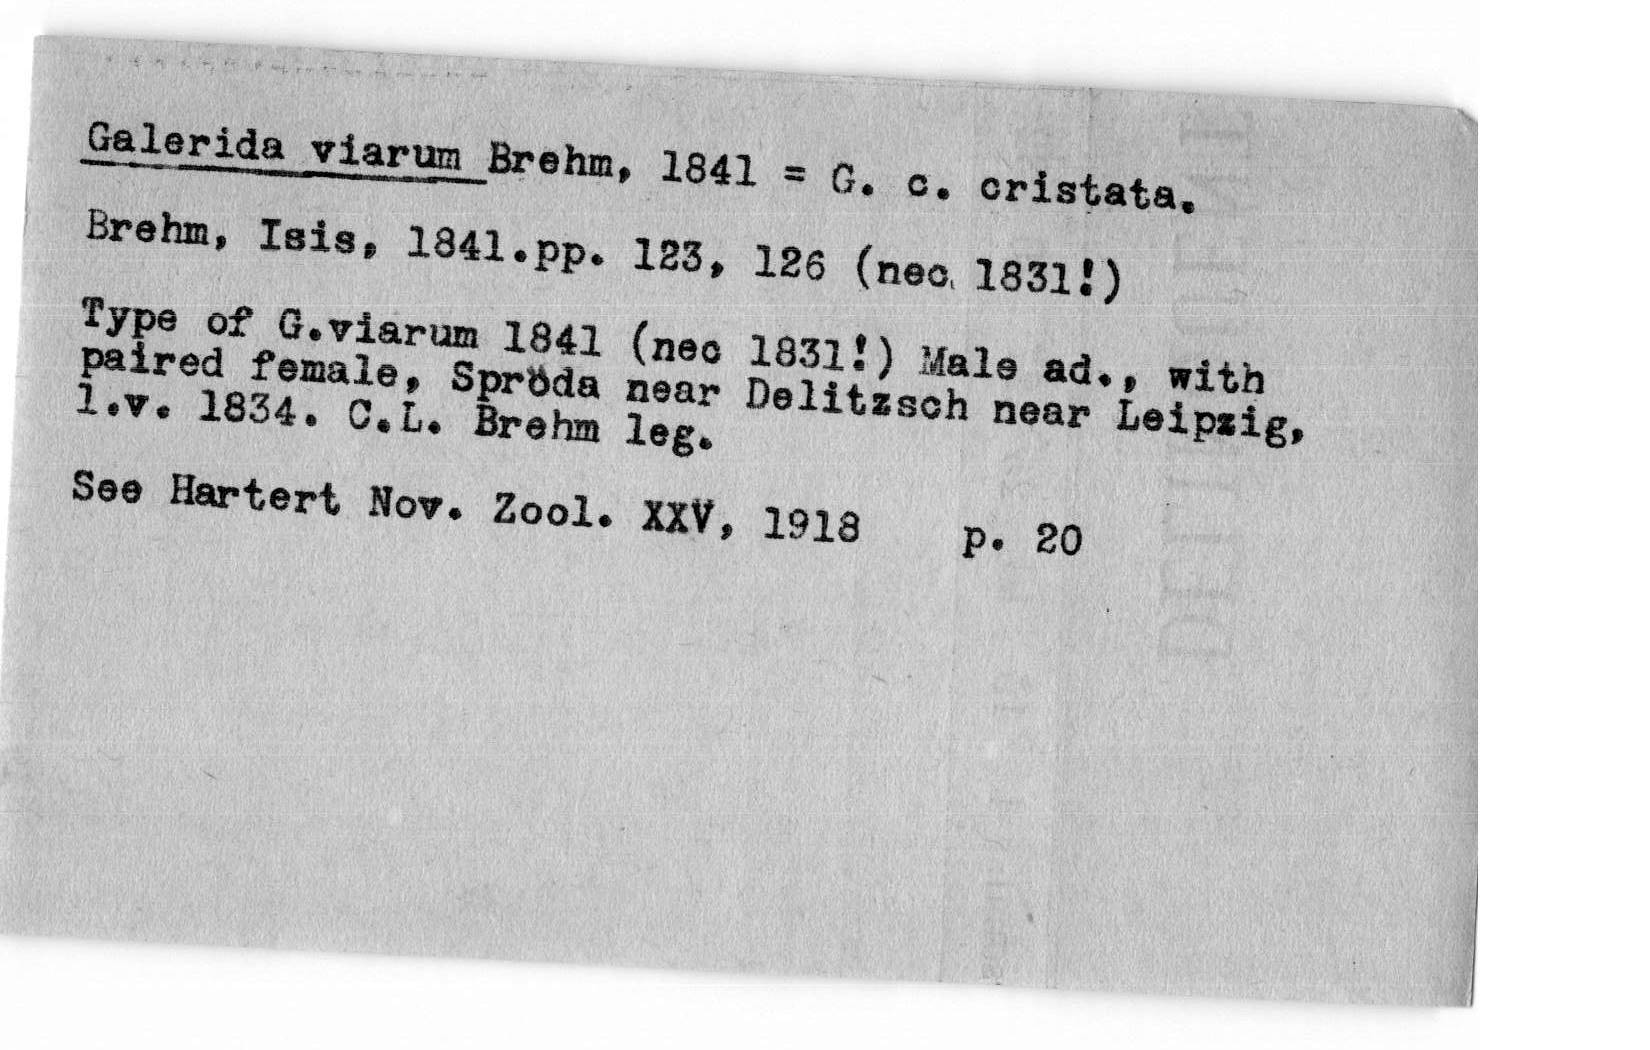 Galerida viarum Brehm, 1841 = G. c. cristata.
Brehm, Isis, 1841.pp. 123, 126 (nec 1831!)
Type of G.viarum 1841 (nec 1831!) Male ad., with
paired female, Spröda near Delitzsch near Leipzig,
1.v. 1834. C.L. Brehm leg.
See Hartert Nov. Zool. XXV, 1918 p. 20